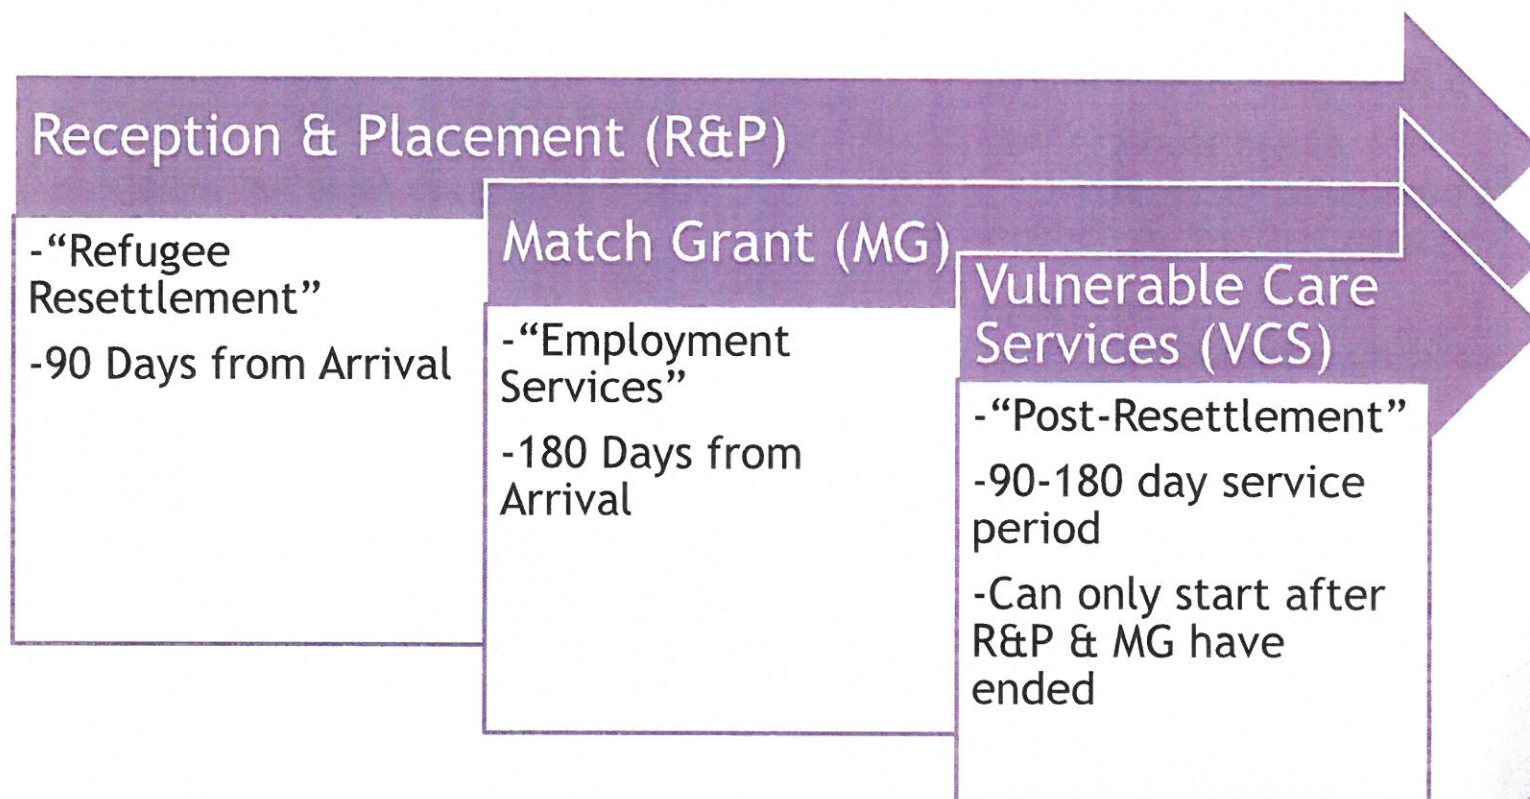 Reception & Placement (R&P)
-“Refugee
Resettlement”
-90 Days from Arrival
Match Grant (MG)
-“Employment
Services”
-180 Days from
Arrival
Vulnerable Care
Services (VCS)
-“Post-Resettlement”
-90-180 day service
period
-Can only start after
R&P & MG have
ended